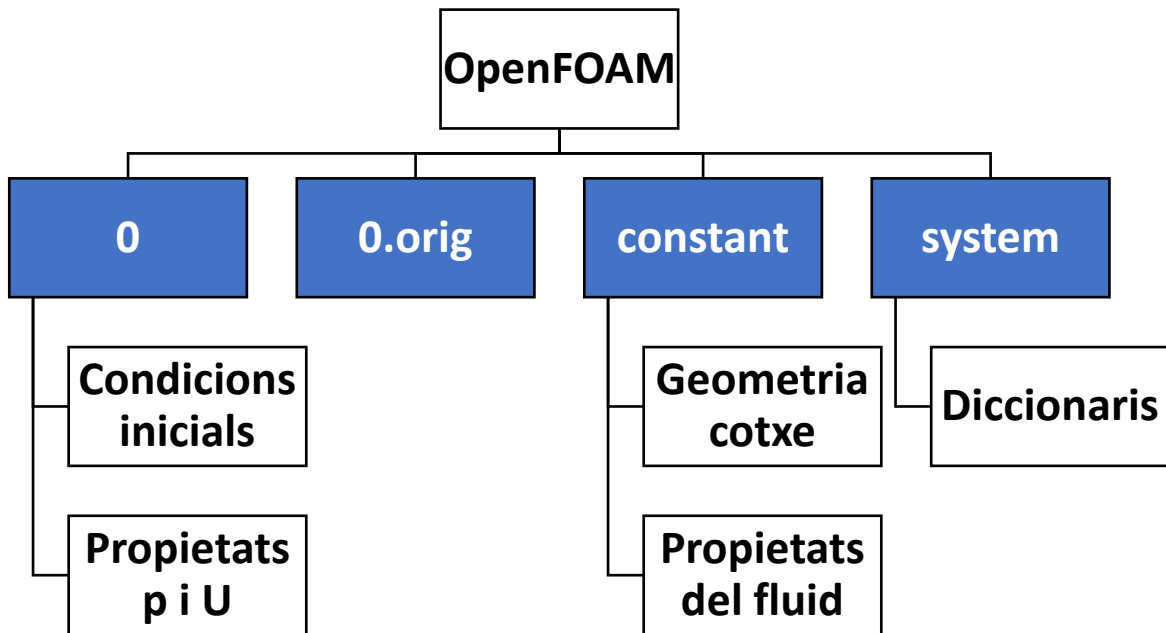 OpenFOAM
0
0.orig
constant
system
Condicions
inicials
Geometria
cotxe
Diccionaris
Propietats
p i U
Propietats
del fluid